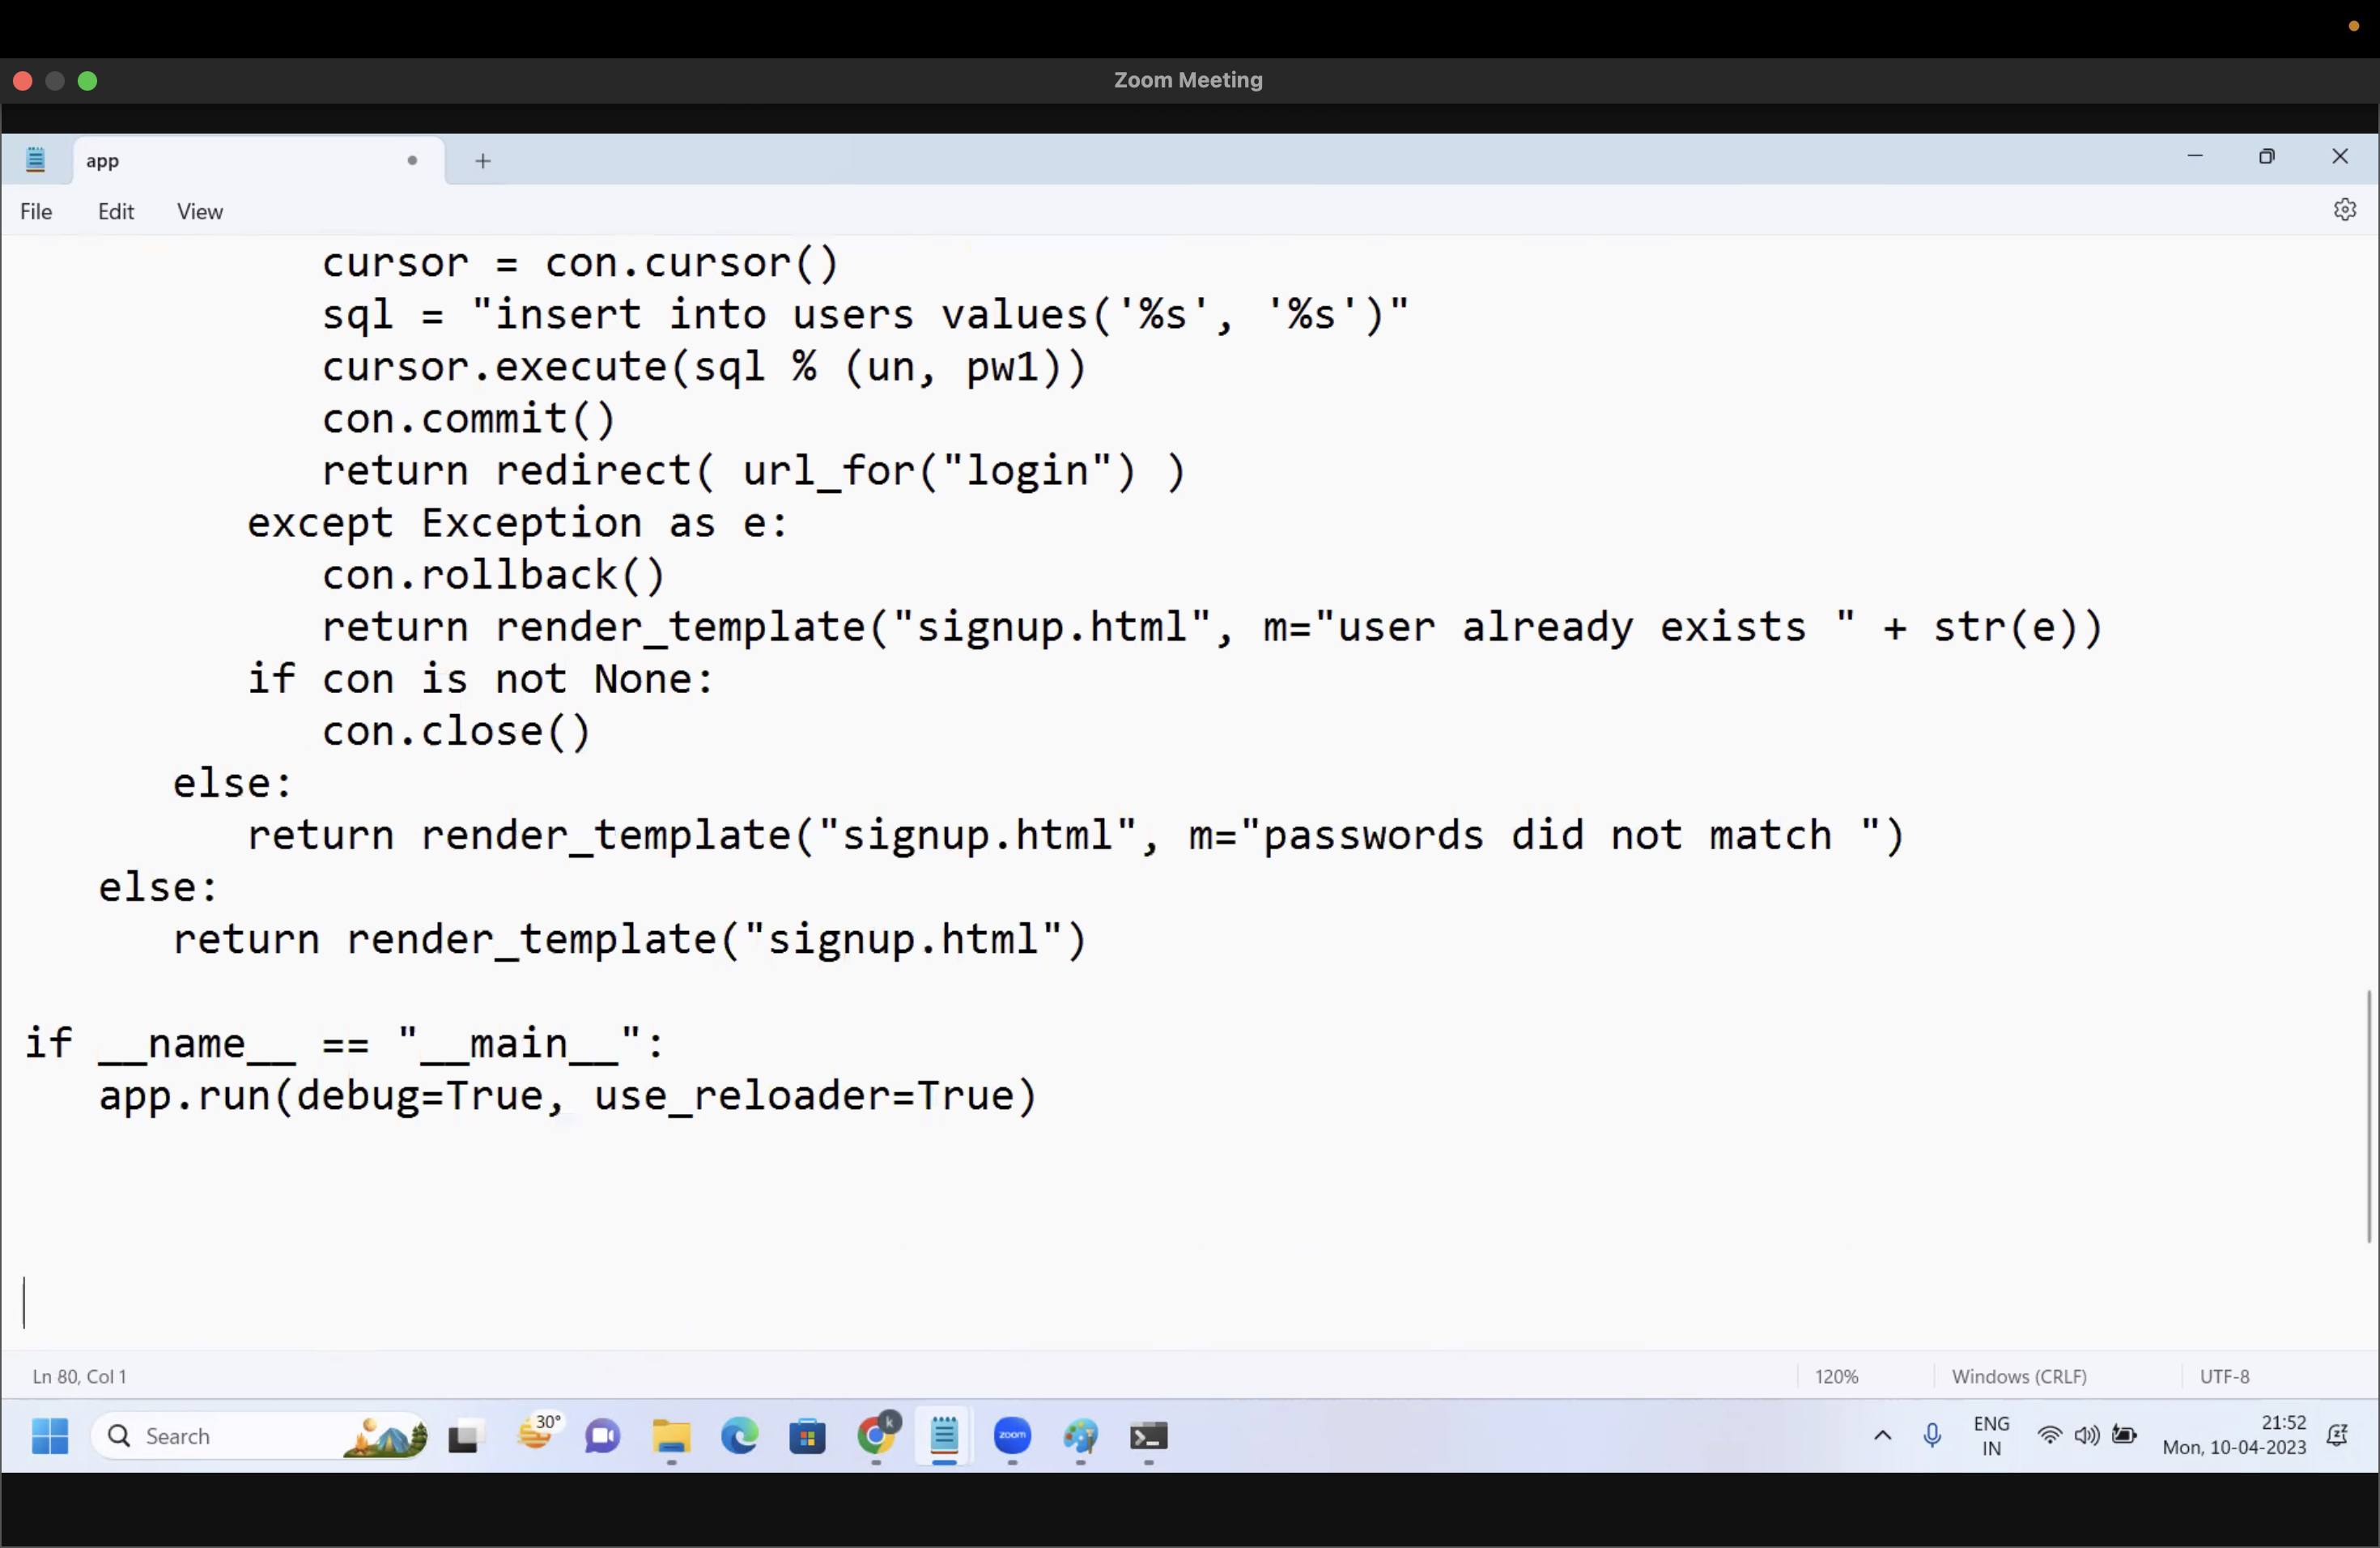 Zoom Meeting
app
File Edit View
            cursor = con.cursor()
            sql = "insert into users values('%s', '%s')"
            cursor.execute(sql % (un, pw1))
            con.commit()
            return redirect( url_for("login") )
         except Exception as e:
            con.rollback()
            return render_template("signup.html", m="user already exists " + str(e))
         if con is not None:
            con.close()
      else:
         return render_template("signup.html", m="passwords did not match ")
   else:
      return render_template("signup.html")
if __name__ == "__main__":
   app.run(debug=True, use_reloader=True)
Ln 80, Col 1 120% Windows (CRLF) UTF-8
Search 30° k zoom ENG 21:52
IN Mon, 10-04-2023